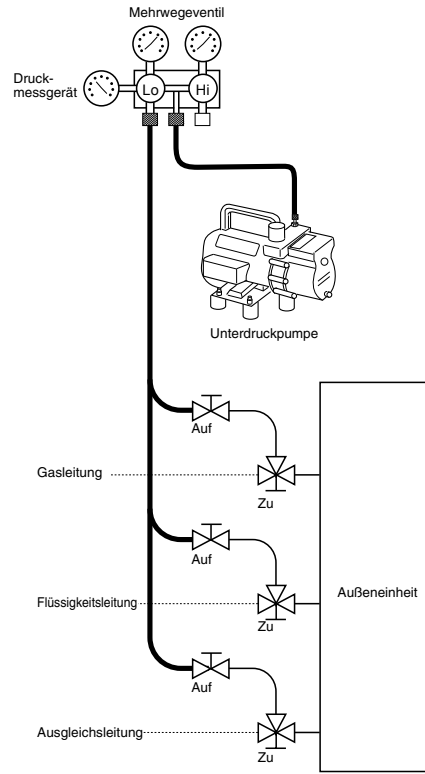 Mehrwegeventil
Druck-
messgerät
Lo
Hi
Unterdruckpumpe
Auf
Gasleitung
Zu
Auf
Flüssigkeitsleitung
Zu
Außeneinheit
Auf
Ausgleichsleitung
Zu